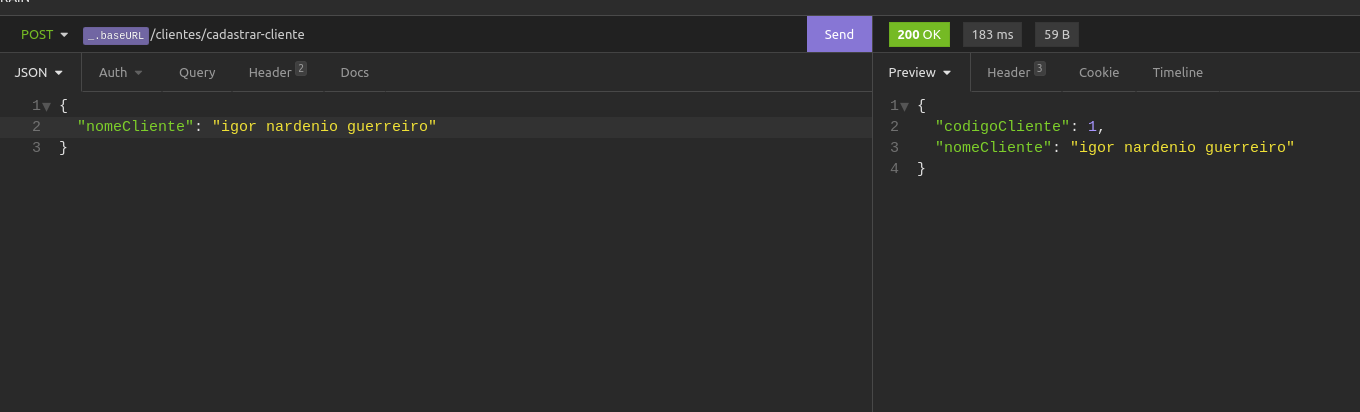 POST _.baseURL /clientes/cadastrar-cliente Send 200 OK 183 ms 59 B
JSON Auth Query Header 2 Docs Preview Header 3 Cookie Timeline
1 {
2 "nomeCliente": "igor nardenio guerreiro"
3 }
1 {
2 "codigoCliente": 1,
3 "nomeCliente": "igor nardenio guerreiro"
4 }